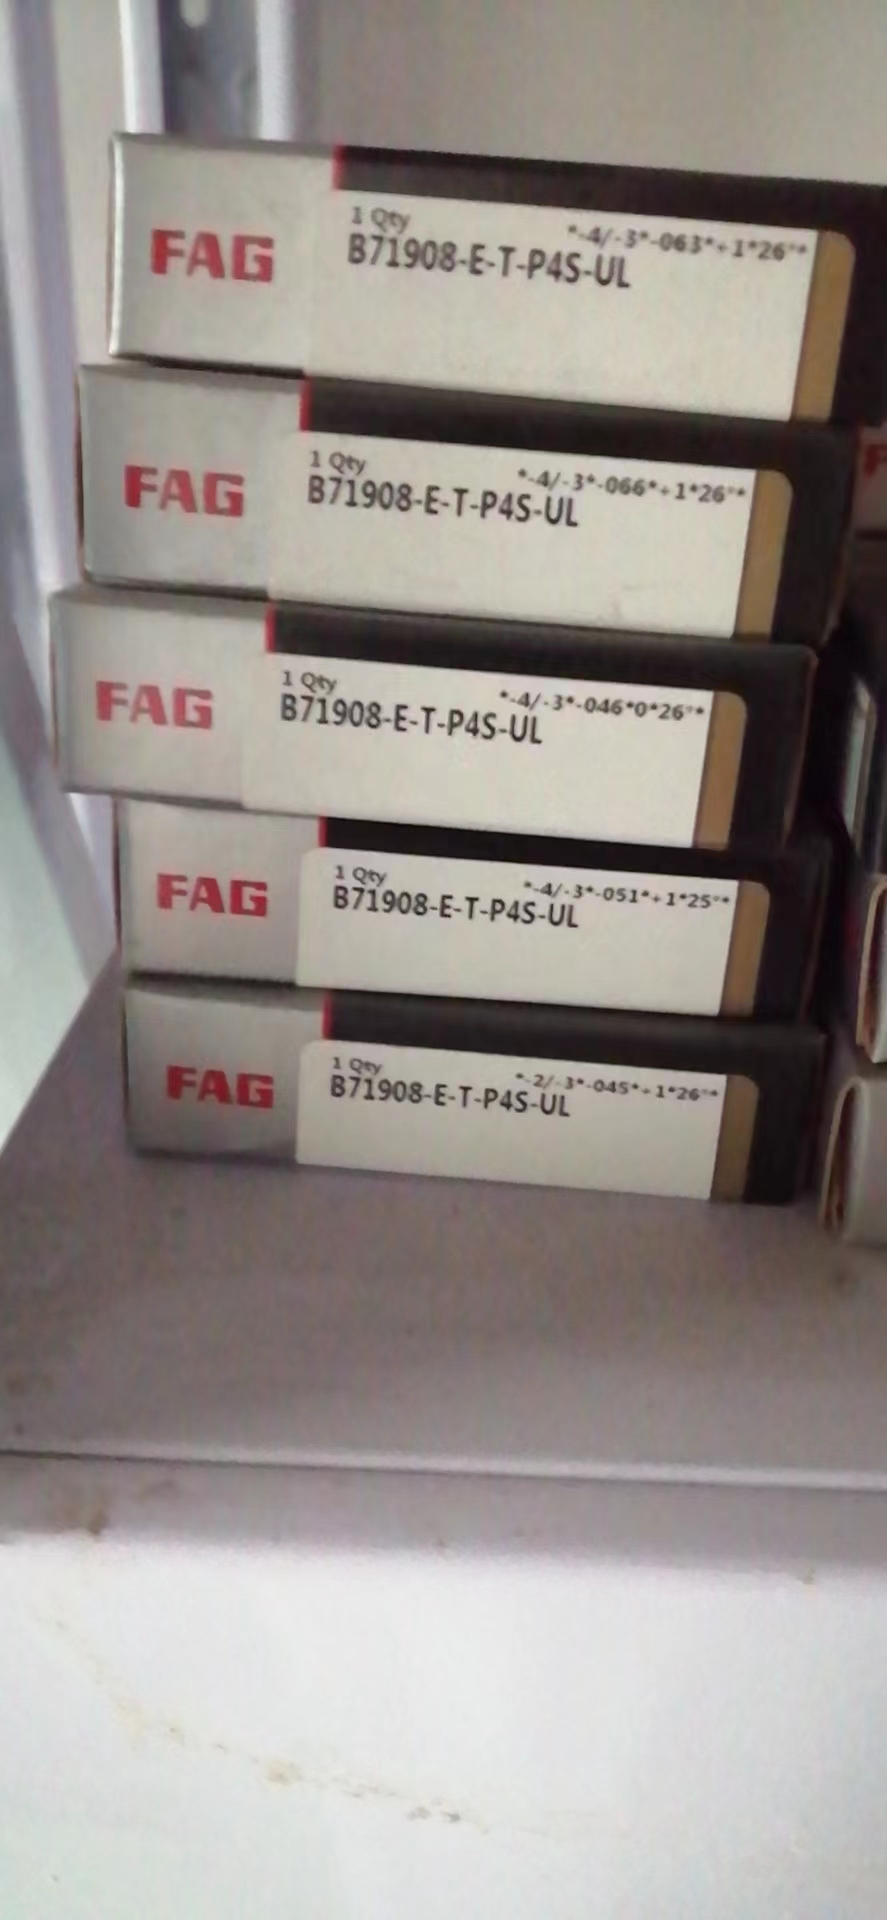 FAG
1 Qty
*-4/-3*-063*+1*26°*
B71908-E-T-P4S-UL
FAG
1 Qty
*-4/-3*-066*+1*26°*
B71908-E-T-P4S-UL
FAG
1 Qty
*-4/-3*-046*0*26°*
B71908-E-T-P4S-UL
FAG
1 Qty
*-4/-3*-051*+1*25°*
B71908-E-T-P4S-UL
FAG
1 Qty
*-2/-3*-045*+1*26°*
B71908-E-T-P4S-UL